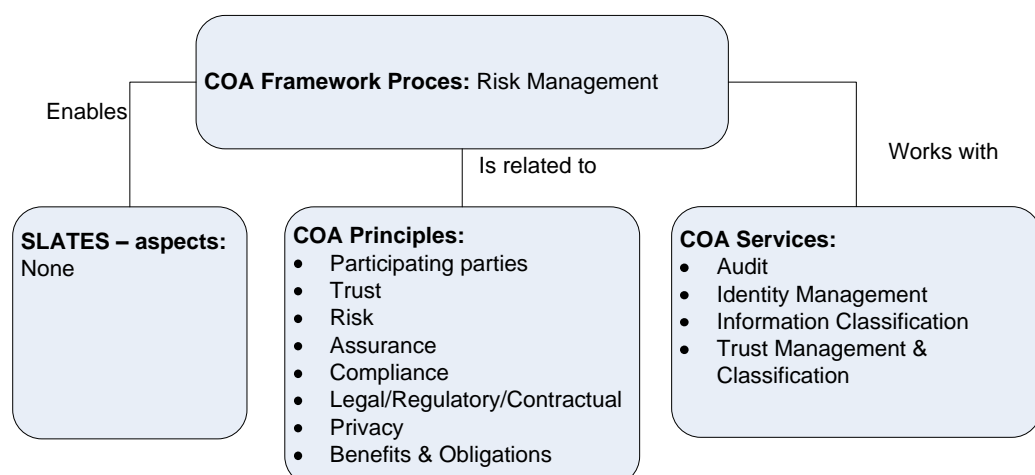 COA Framework Proces: Risk Management
Enables
Is related to
Works with
SLATES – aspects:
None
COA Principles:
• Participating parties
• Trust
• Risk
• Assurance
• Compliance
• Legal/Regulatory/Contractual
• Privacy
• Benefits & Obligations
COA Services:
• Audit
• Identity Management
• Information Classification
• Trust Management &
Classification